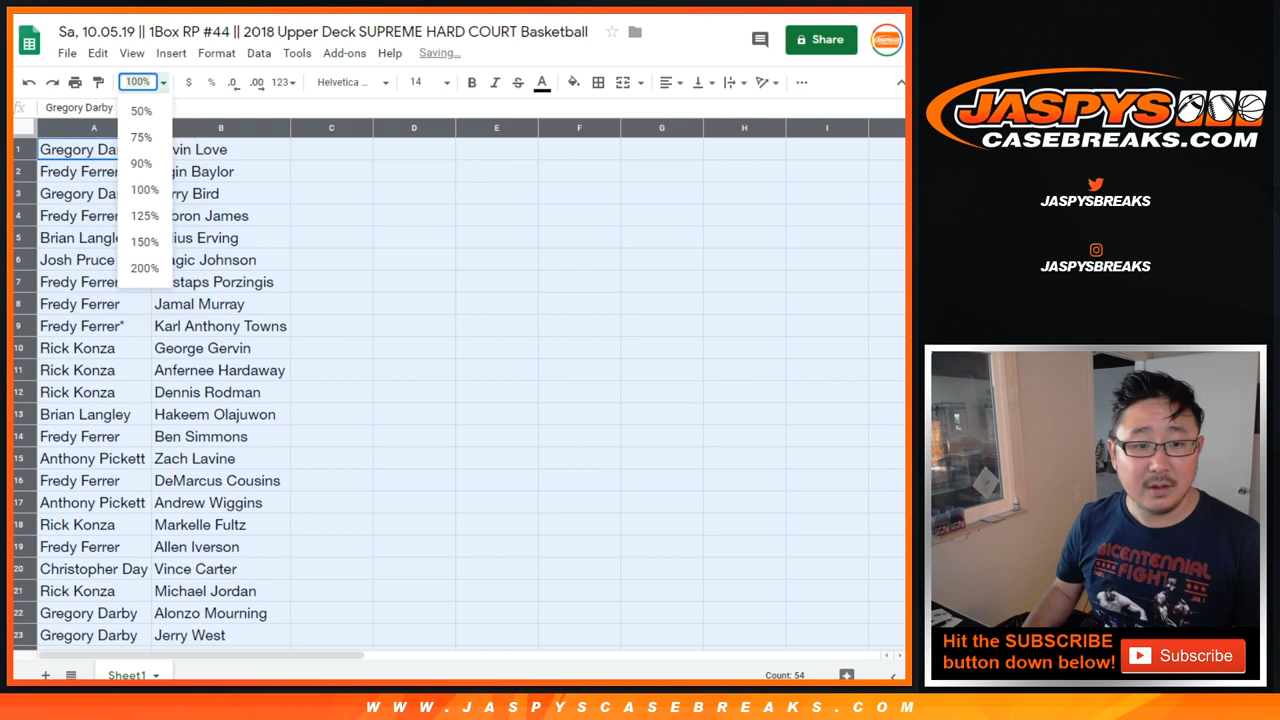 Sa, 10.05.19 || 1Box RP #44 || 2018 Upper Deck SUPREME HARD COURT Basketball
File Edit View Insert Format Data Tools Add-ons Help Saving...
Share
100% $ % .0 .00 123 Helvetica ... 14 B I S A
fx Gregory Darby
50%
75%
90%
100%
125%
150%
200%
A B C D E F G H I
1 Gregory Da vin Love
2 Fredy Ferrer gin Baylor
3 Gregory Da rry Bird
4 Fredy Ferrer bron James
5 Brian Langle lius Erving
6 Josh Pruce agic Johnson
7 Fredy Ferrer istaps Porzingis
8 Fredy Ferrer Jamal Murray
9 Fredy Ferrer* Karl Anthony Towns
10 Rick Konza George Gervin
11 Rick Konza Anfernee Hardaway
12 Rick Konza Dennis Rodman
13 Brian Langley Hakeem Olajuwon
14 Fredy Ferrer Ben Simmons
15 Anthony Pickett Zach Lavine
16 Fredy Ferrer DeMarcus Cousins
17 Anthony Pickett Andrew Wiggins
18 Rick Konza Markelle Fultz
19 Fredy Ferrer Allen Iverson
20 Christopher Day Vince Carter
21 Rick Konza Michael Jordan
22 Gregory Darby Alonzo Mourning
23 Gregory Darby Jerry West
Sheet1
Count: 54
JASPYS
CASEBREAKS.COM
JASPYSBREAKS
JASPYSBREAKS
BICENTENNIAL
FIGHT
Hit the SUBSCRIBE
button down below!
Subscribe
WWW.JASPYSCASEBREAKS.COM